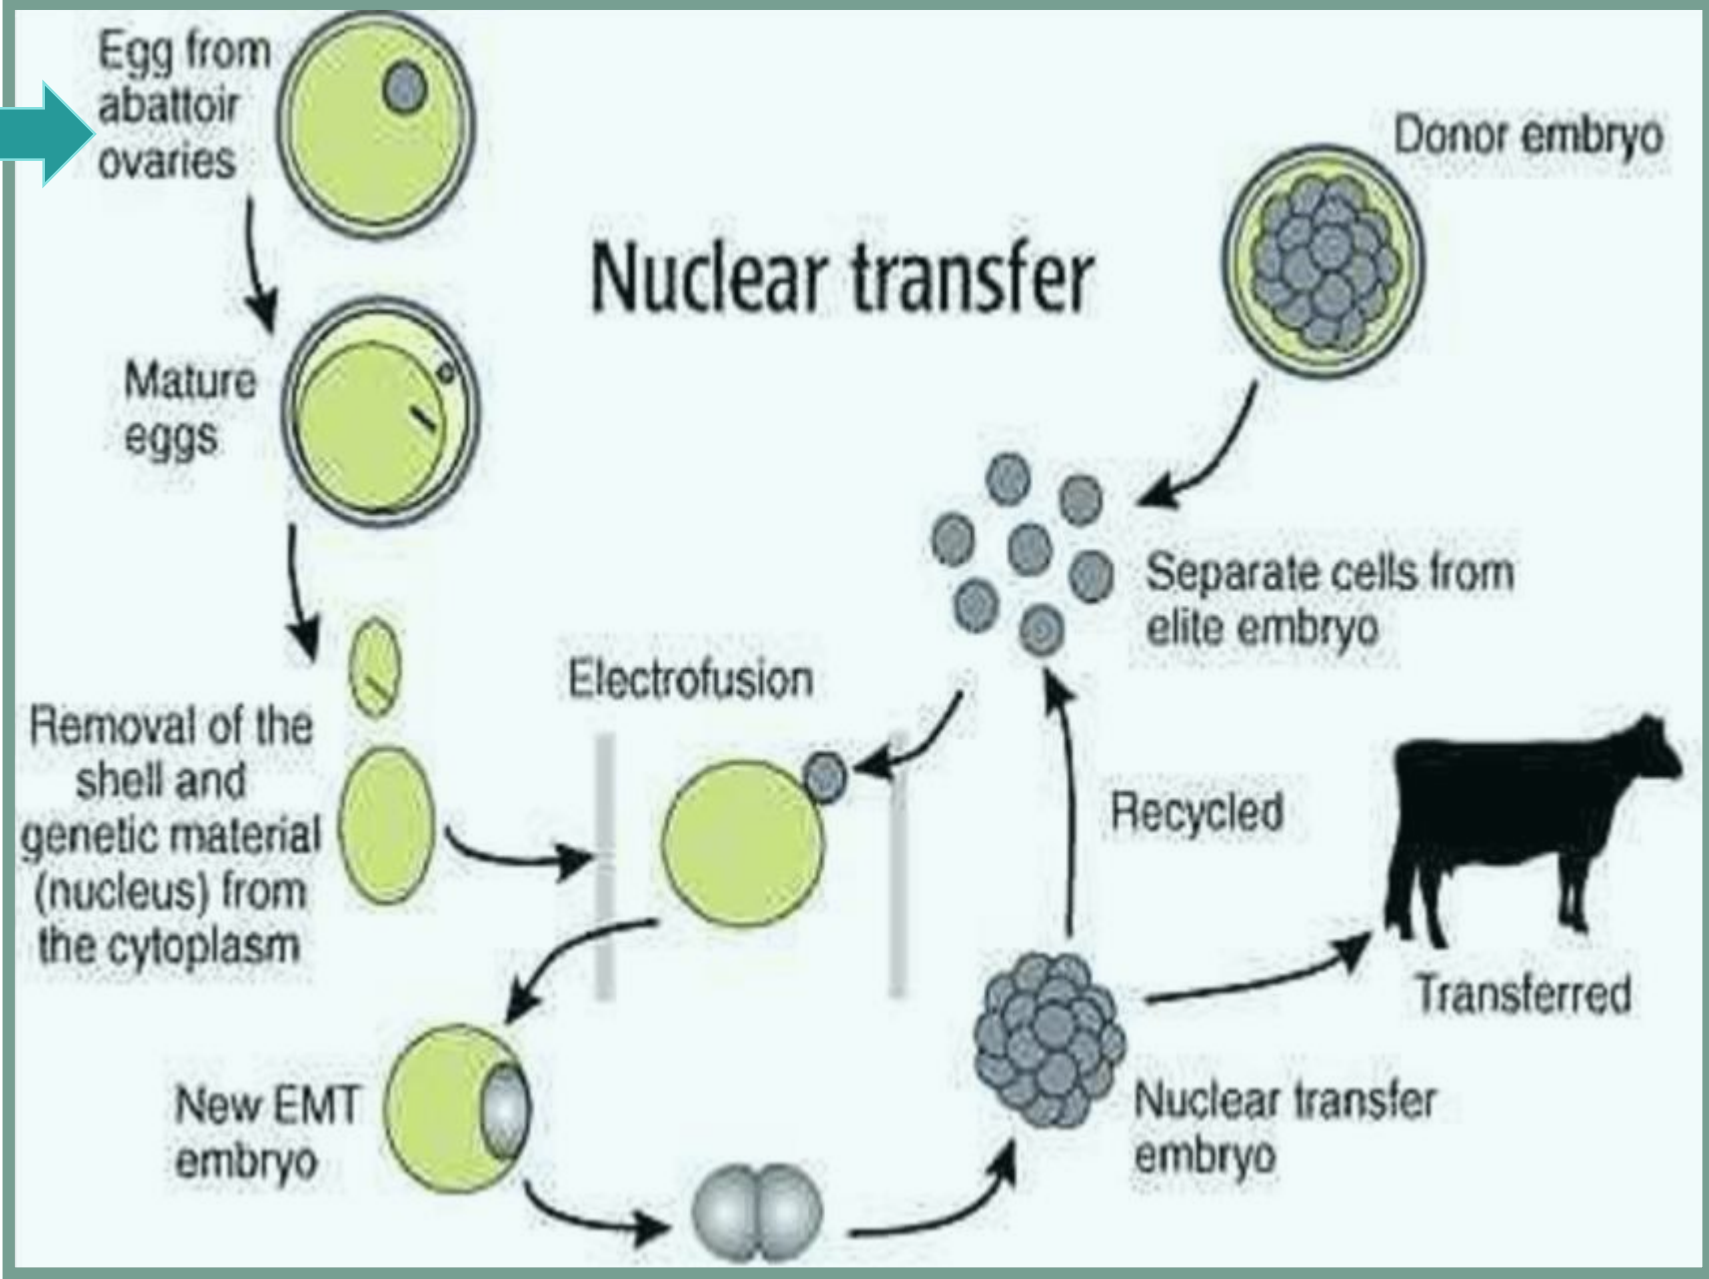 Egg from
abattoir
ovaries
Donor embryo
Nuclear transfer
Mature
eggs
Separate cells from
elite embryo
Electrofusion
Removal of the
shell and
genetic material
(nucleus) from
the cytoplasm
Recycled
Transferred
New EMT
embryo
Nuclear transfer
embryo